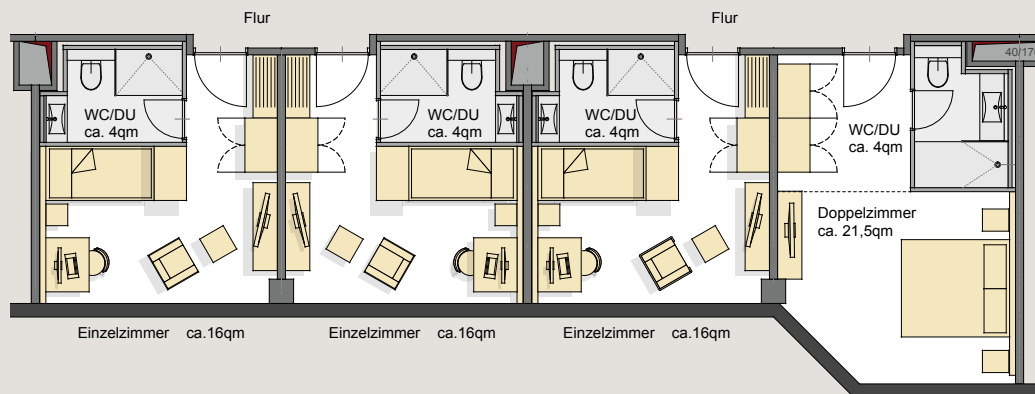 Flur
Flur
40/17
WC/DU
ca. 4qm
WC/DU
ca. 4qm
WC/DU
ca. 4qm
WC/DU
ca. 4qm
Doppelzimmer
ca. 21,5qm
Einzelzimmer ca.16qm
Einzelzimmer ca.16qm
Einzelzimmer ca.16qm